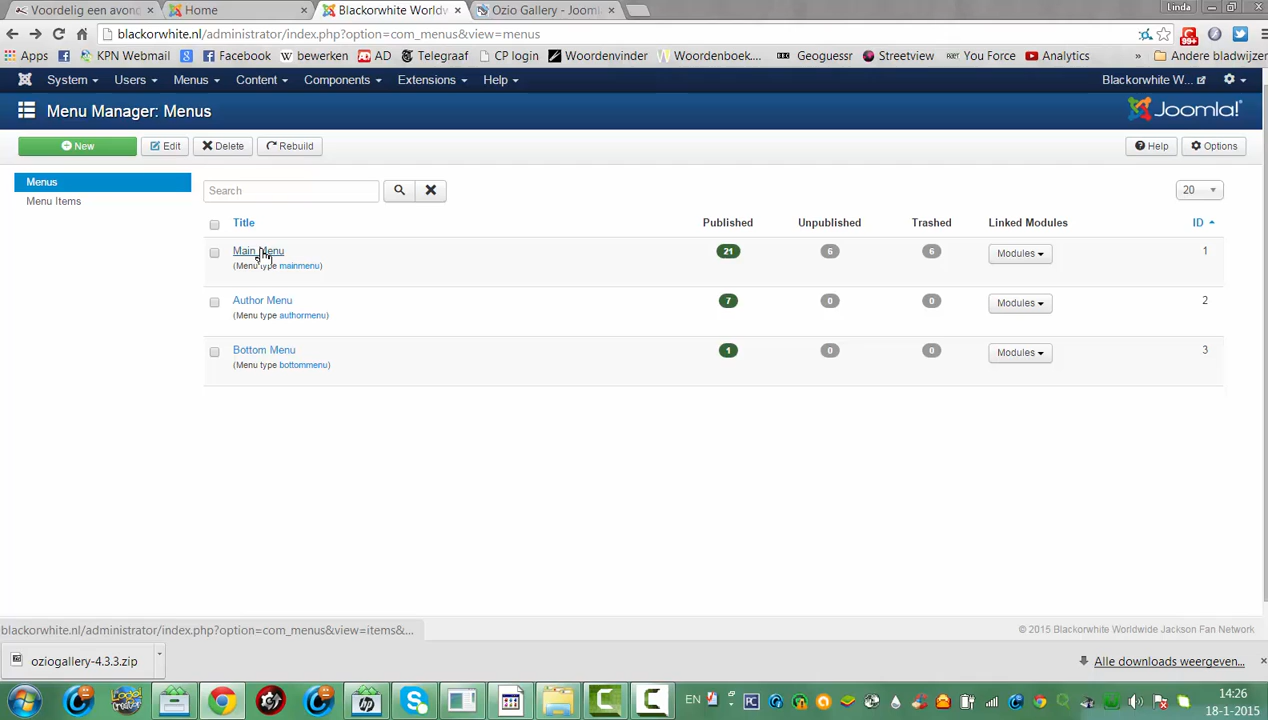 Voordelig een avond
Home
Blackorwhite Worldw
Ozio Gallery - Jooml
Linda
blackorwhite.nl/administrator/index.php?option=com_menus&view=menus
99+
Apps KPN Webmail Facebook bewerken AD Telegraaf CP login Woordenvinder Woordenboek... Geoguessr Streetview You Force Analytics » Andere bladwijzers
System Users Menus Content Components Extensions Help Blackorwhite W...
Menu Manager: Menus Joomla!
New Edit Delete Rebuild Help Options
Menus
Menu Items
Search
20
Title Published Unpublished Trashed Linked Modules ID
Main Menu 21 6 6 Modules 1
(Menu type mainmenu)
Author Menu 7 0 0 Modules 2
(Menu type authormenu)
Bottom Menu 1 0 0 Modules 3
(Menu type bottommenu)
blackorwhite.nl/administrator/index.php?option=com_menus&view=items&...
© 2015 Blackorwhite Worldwide Jackson Fan Network
oziogallery-4.3.3.zip Alle downloads weergeven...
EN
14:26
18-1-2015